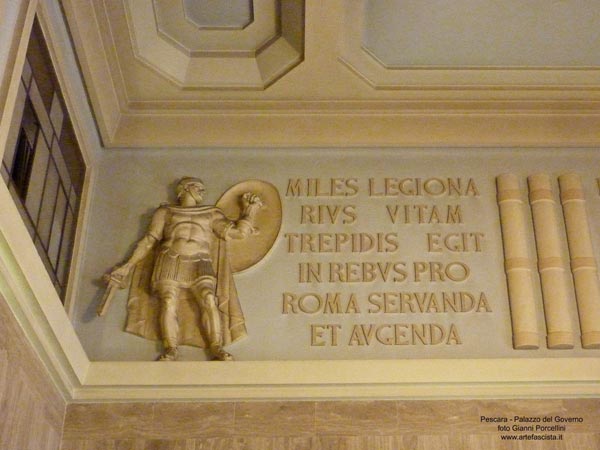 MILES LEGIONA
RIVS VITAM
TREPIDIS EGIT
IN REBVS PRO
ROMA SERVANDA
ET AVGENDA
Pescara - Palazzo del Governo
foto Gianni Porcellini
www.artefascista.it